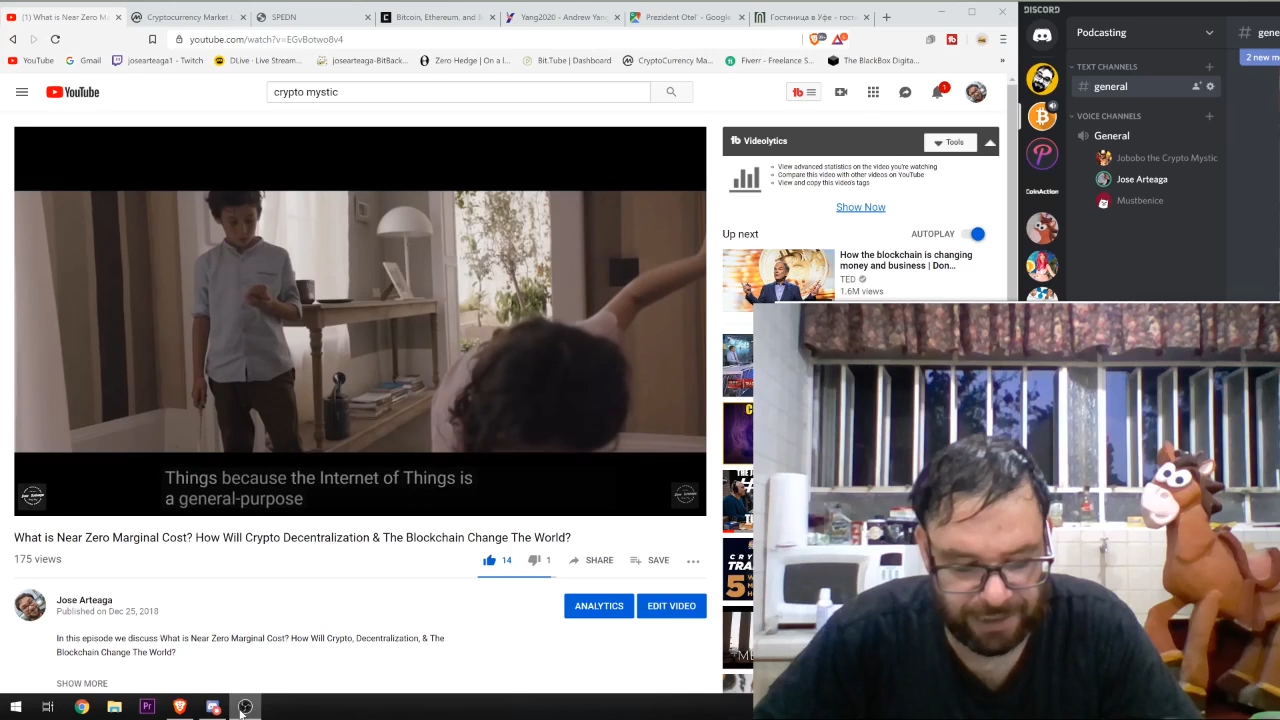 (1) What is Near Zero Ma
Cryptocurrency Market
SPEDN
Bitcoin, Ethereum, and B
Yang2020 - Andrew Yang
Prezident Otel' - Google
Гостиница в Уфе - гост
youtube.com/watch?v=EGvBotwo8v4
YouTube
Gmail
josearteaga1 - Twitch
DLive · Live Stream...
josearteaga-BitBack...
Zero Hedge | On a l...
Bit.Tube | Dashboard
CryptoCurrency Ma...
Fiverr - Freelance S...
The BlackBox Digita...
YouTube
crypto mystic
1
Things because the Internet of Things is
a general-purpose
What is Near Zero Marginal Cost? How Will Crypto Decentralization & The Blockchain Change The World?
175 views
14
1
SHARE
SAVE
Jose Arteaga
Published on Dec 25, 2018
ANALYTICS
EDIT VIDEO
In this episode we discuss What is Near Zero Marginal Cost? How Will Crypto, Decentralization, & The
Blockchain Change The World?
SHOW MORE
Videolytics
Tools
View advanced statistics on the video you're watching
Compare this video with other videos on YouTube
View and copy this video's tags
Show Now
Up next
AUTOPLAY
How the blockchain is changing
money and business | Don...
TED
1.6M views
DISCORD
Podcasting
# gene
2 new m
TEXT CHANNELS
# general
VOICE CHANNELS
General
Jobobo the Crypto Mystic
Jose Arteaga
Mustbenice
CoinAction